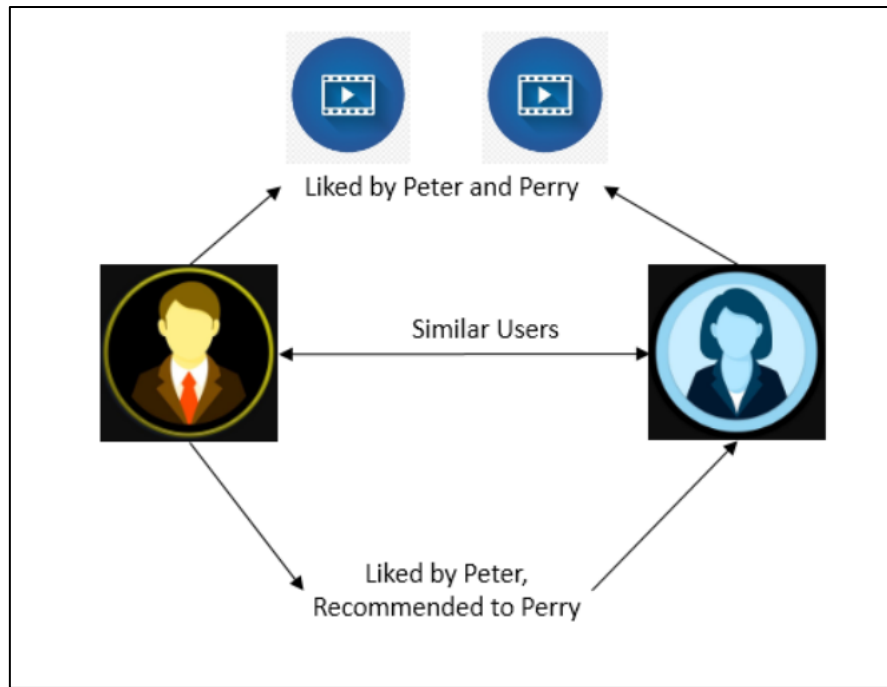 Liked by Peter and Perry
Similar Users
Liked by Peter,
Recommended to Perry